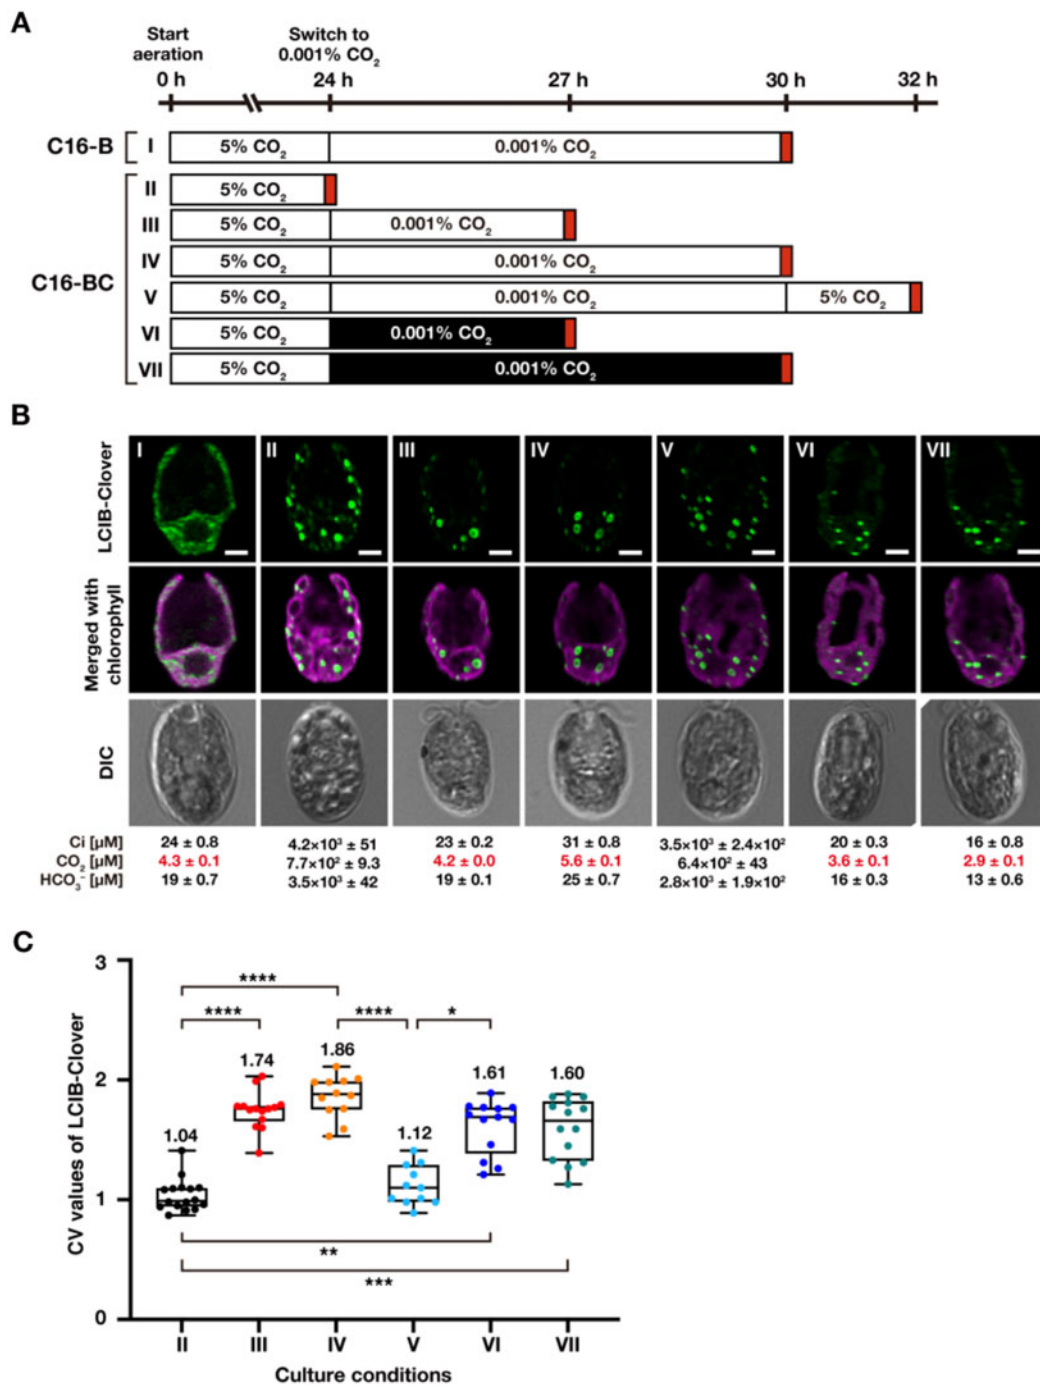 A
Start
aeration
Switch to
0.001% CO₂
0 h 24 h 27 h 30 h 32 h
C16-B I 5% CO₂ 0.001% CO₂
C16-BC
II 5% CO₂
III 5% CO₂ 0.001% CO₂
IV 5% CO₂ 0.001% CO₂
V 5% CO₂ 0.001% CO₂ 5% CO₂
VI 5% CO₂ 0.001% CO₂
VII 5% CO₂ 0.001% CO₂
B
I II III IV V VI VII
LCIB-Clover
Merged with
chlorophyll
DIC
Ci [μM] 24 ± 0.8 4.2×10³ ± 51 23 ± 0.2 31 ± 0.8 3.5×10³ ± 2.4×10² 20 ± 0.3 16 ± 0.8
CO₂ [μM] 4.3 ± 0.1 7.7×10² ± 9.3 4.2 ± 0.0 5.6 ± 0.1 6.4×10² ± 43 3.6 ± 0.1 2.9 ± 0.1
HCO₃⁻ [μM] 19 ± 0.7 3.5×10³ ± 42 19 ± 0.1 25 ± 0.7 2.8×10³ ± 1.9×10² 16 ± 0.3 13 ± 0.6
C
CV values of LCIB-Clover
3
2
1
0
****
**** **** *
1.04 1.74 1.86 1.12 1.61 1.60
**
***
II III IV V VI VII
Culture conditions